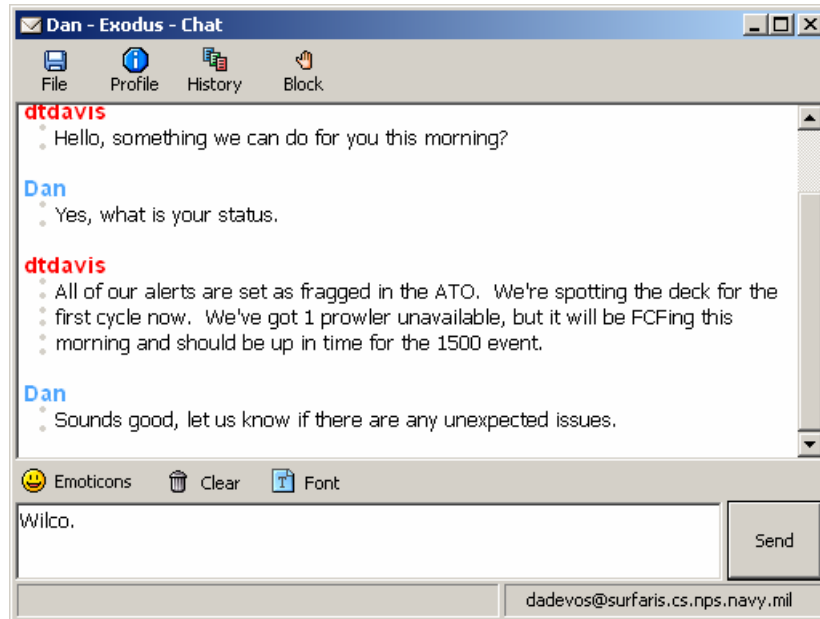 Dan - Exodus - Chat
File Profile History Block
dtdavis
Hello, something we can do for you this morning?
Dan
Yes, what is your status.
dtdavis
All of our alerts are set as fragged in the ATO. We're spotting the deck for the
first cycle now. We've got 1 prowler unavailable, but it will be FCFing this
morning and should be up in time for the 1500 event.
Dan
Sounds good, let us know if there are any unexpected issues.
Emoticons Clear Font
Wilco.
Send
dadevos@surfaris.cs.nps.navy.mil